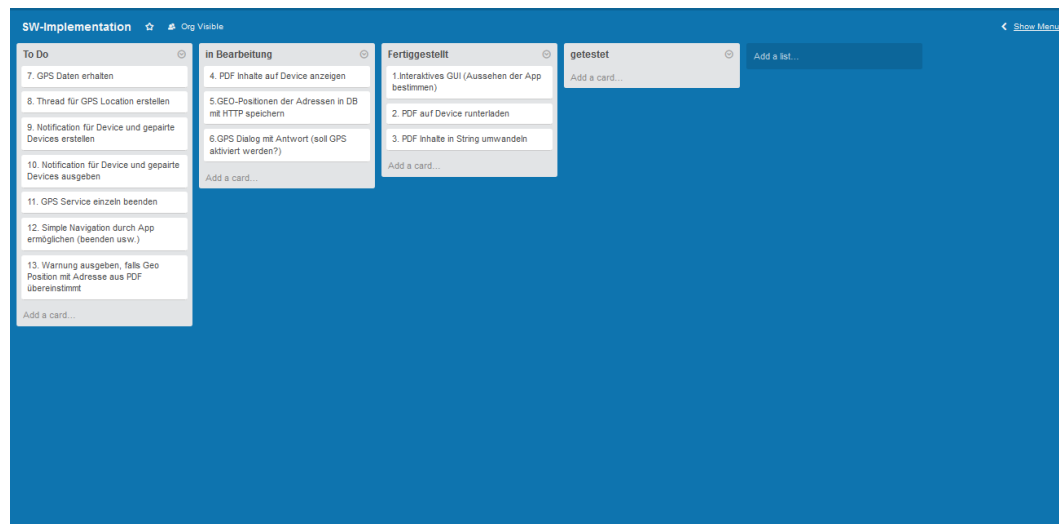 SW-Implementation
Org Visible
Show Menu
To Do
7. GPS Daten erhalten
8. Thread für GPS Location erstellen
9. Notification für Device und gepairte
Devices erstellen
10. Notification für Device und gepairte
Devices ausgeben
11. GPS Service einzeln beenden
12. Simple Navigation durch App
ermöglichen (beenden usw.)
13. Warnung ausgeben, falls Geo
Position mit Adresse aus PDF
übereinstimmt
Add a card...
in Bearbeitung
4. PDF Inhalte auf Device anzeigen
5.GEO-Positionen der Adressen in DB
mit HTTP speichern
6.GPS Dialog mit Antwort (soll GPS
aktiviert werden?)
Add a card...
Fertiggestellt
1.Interaktives GUI (Aussehen der App
bestimmen)
2. PDF auf Device runterladen
3. PDF Inhalte in String umwandeln
Add a card...
getestet
Add a card...
Add a list...